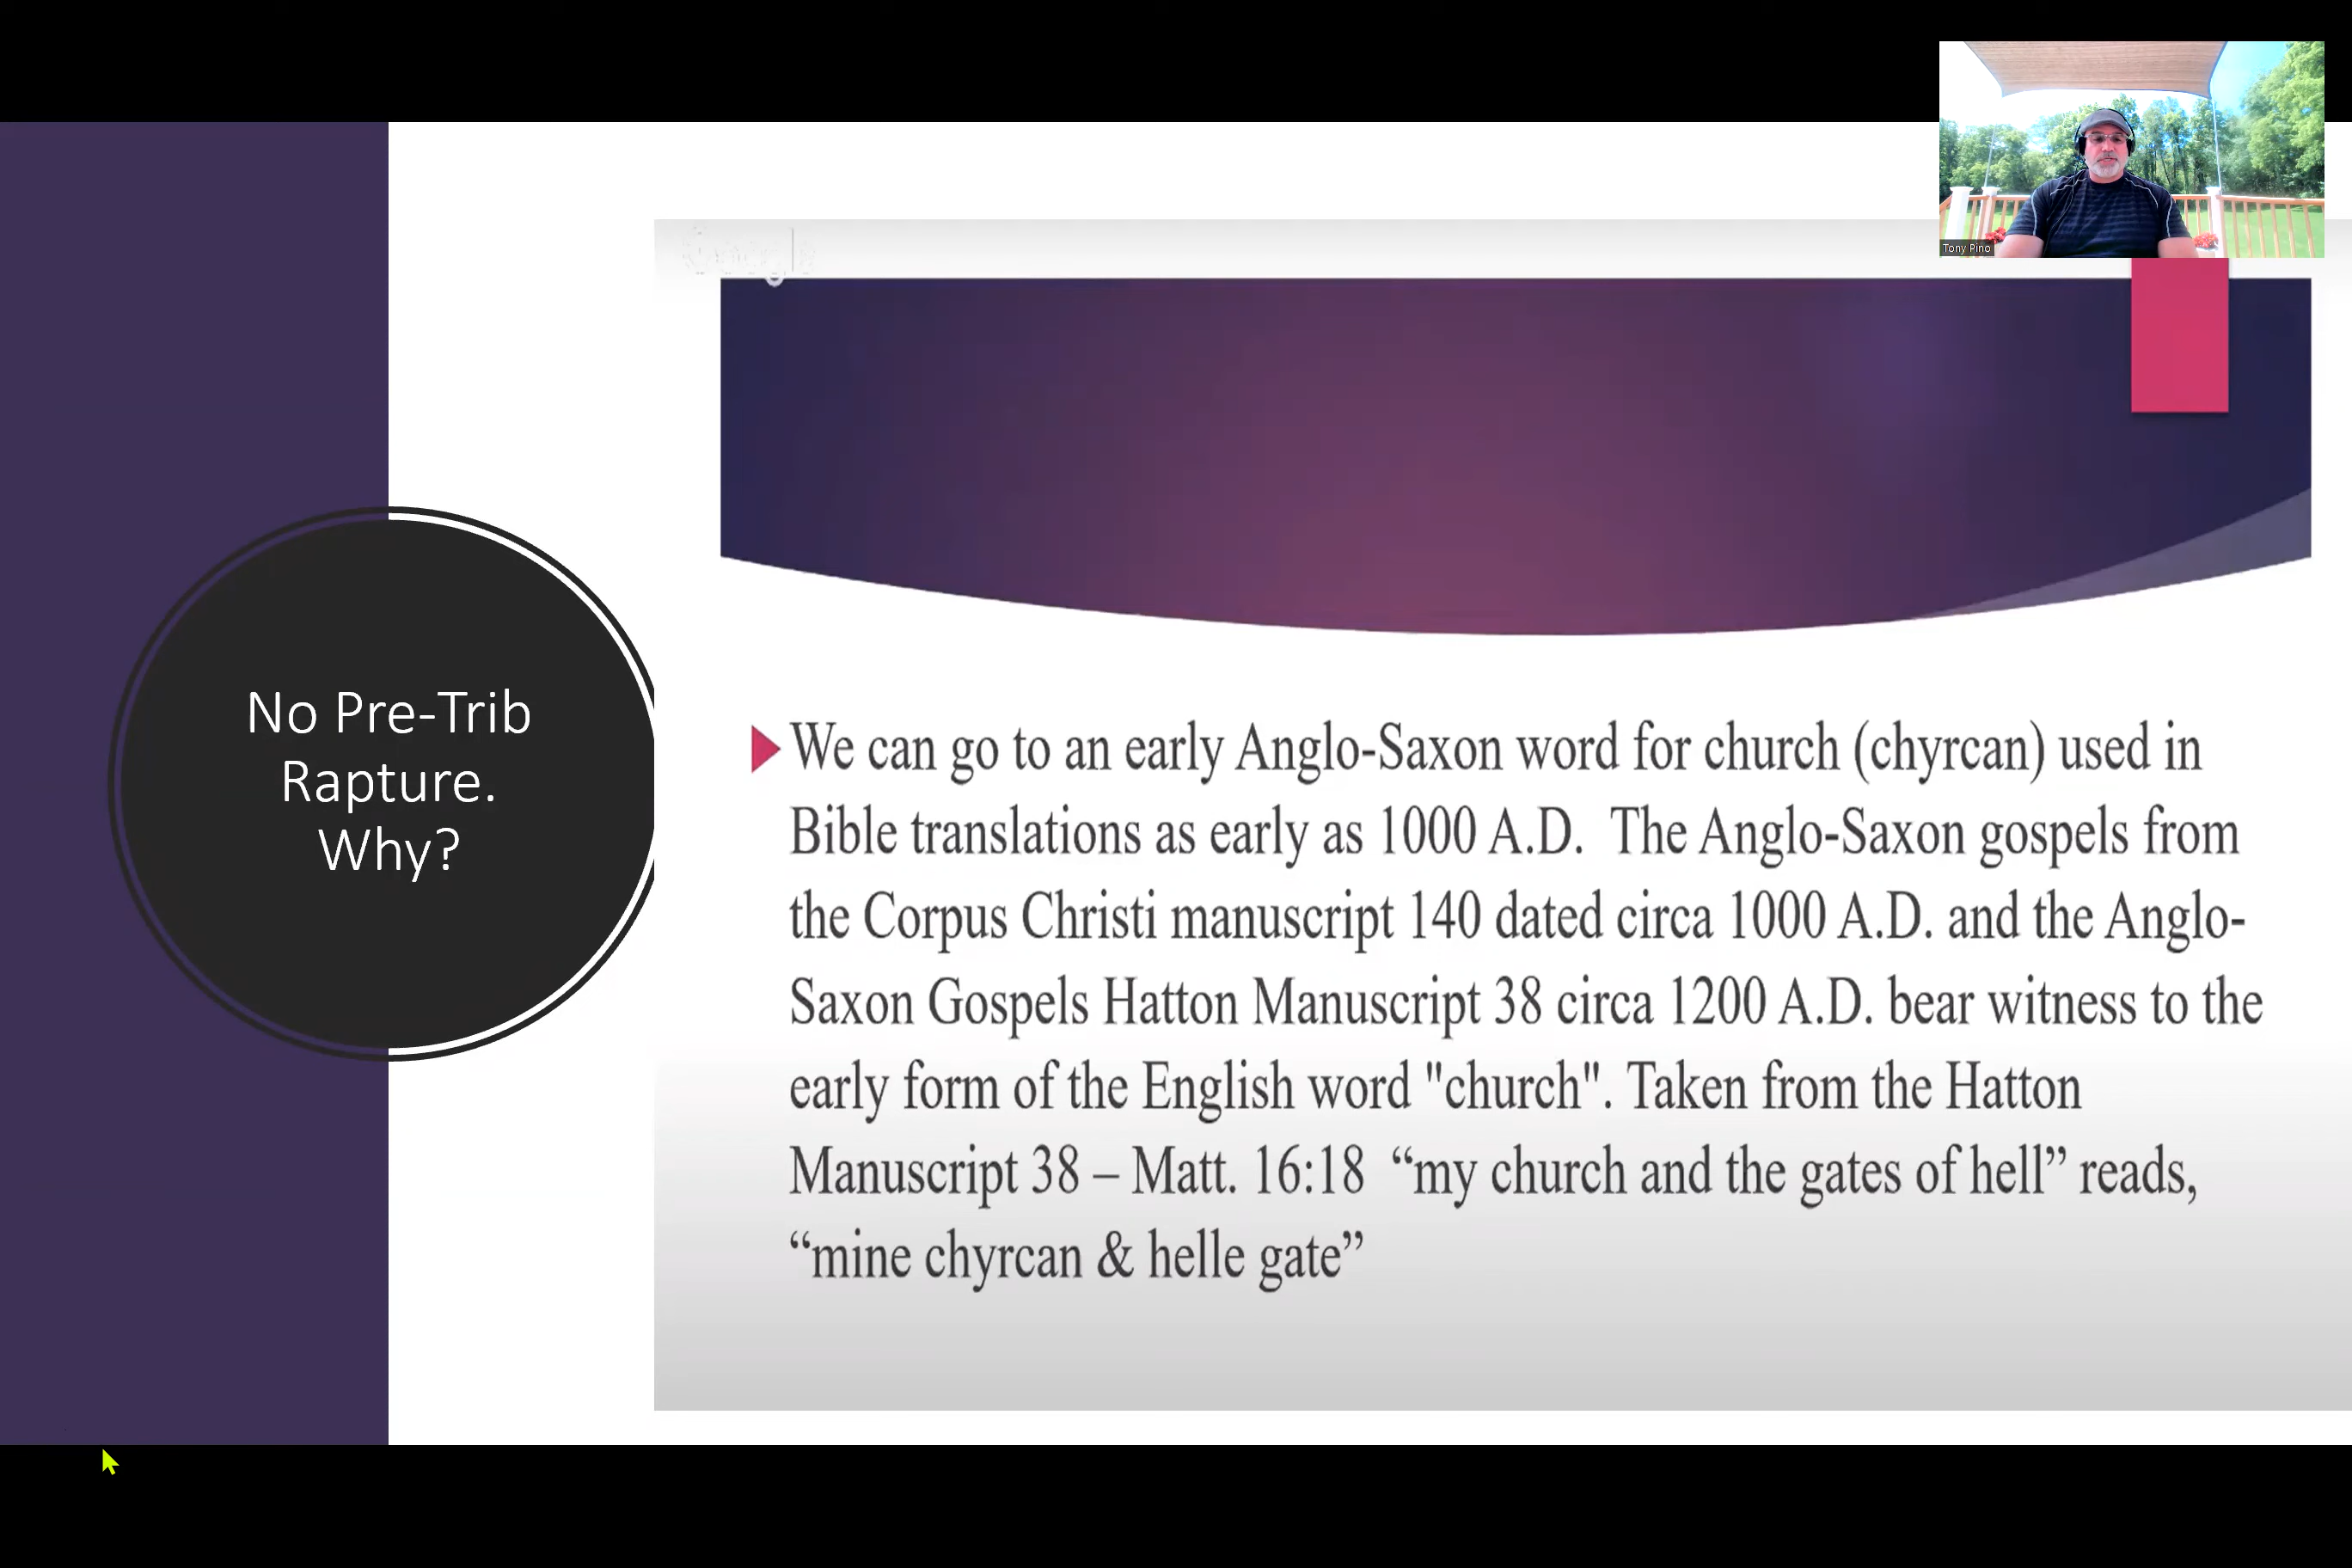 Tony Pino
No Pre-Trib
Rapture.
Why?
We can go to an early Anglo-Saxon word for church (chyrcan) used in
Bible translations as early as 1000 A.D.  The Anglo-Saxon gospels from
the Corpus Christi manuscript 140 dated circa 1000 A.D. and the Anglo-
Saxon Gospels Hatton Manuscript 38 circa 1200 A.D. bear witness to the
early form of the English word "church". Taken from the Hatton
Manuscript 38 – Matt. 16:18  “my church and the gates of hell” reads,
“mine chyrcan & helle gate”